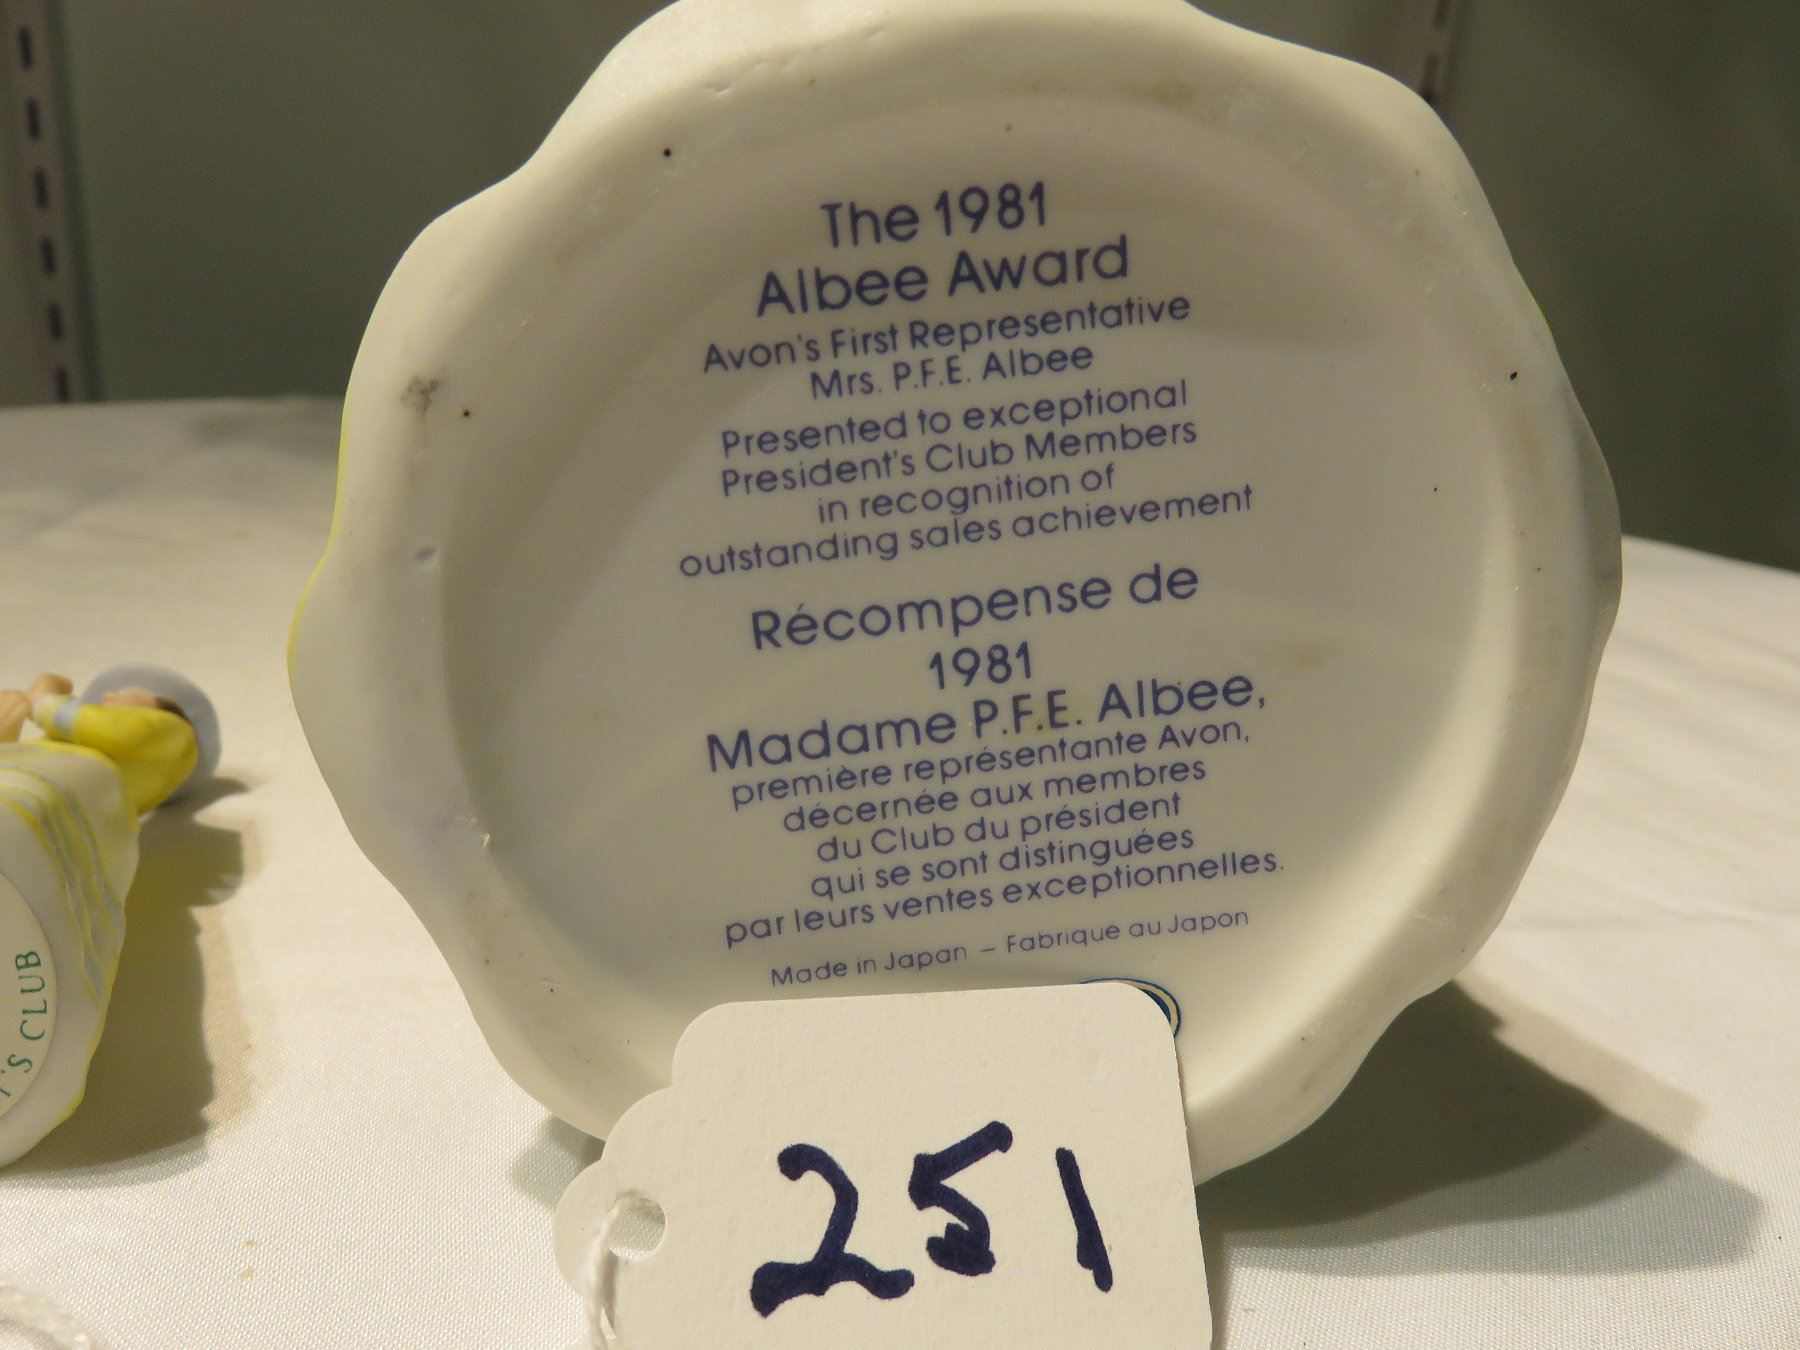 The 1981
Albee Award
Avon's First Representative
Mrs. P.F.E. Albee
Presented to exceptional
President's Club Members
in recognition of
outstanding sales achievement
Récompense de
1981
Madame P.F.E. Albee,
première représentante Avon,
décernée aux membres
du Club du président
qui se sont distinguées
par leurs ventes exceptionnelles.
Made in Japan – Fabrique au Japon
251
'S CLUB